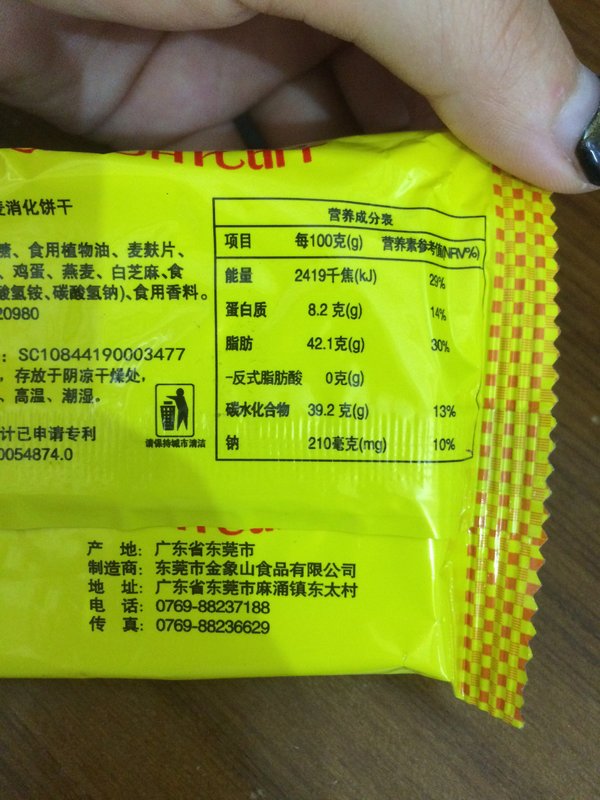 消化饼干
糖、食用植物油、麦麸片、
、鸡蛋、燕麦、白芝麻、食
酸氢铵、碳酸氢钠)、食用香料。
20980
：SC10844190003477
，存放于阴凉干燥处，
、高温、潮湿。
计已申请专利
0054874.0
请保持城市清洁
营养成分表
项目 每100克(g) 营养素参考值(NRV%)
能量 2419千焦(kJ) 29%
蛋白质 8.2 克(g) 14%
脂肪 42.1克(g) 30%
-反式脂肪酸 0克(g)
碳水化合物 39.2 克(g) 13%
钠 210毫克(mg) 10%
产 地：广东省东莞市
制造商：东莞市金象山食品有限公司
地 址：广东省东莞市麻涌镇东太村
电 话：0769-88237188
传 真：0769-88236629